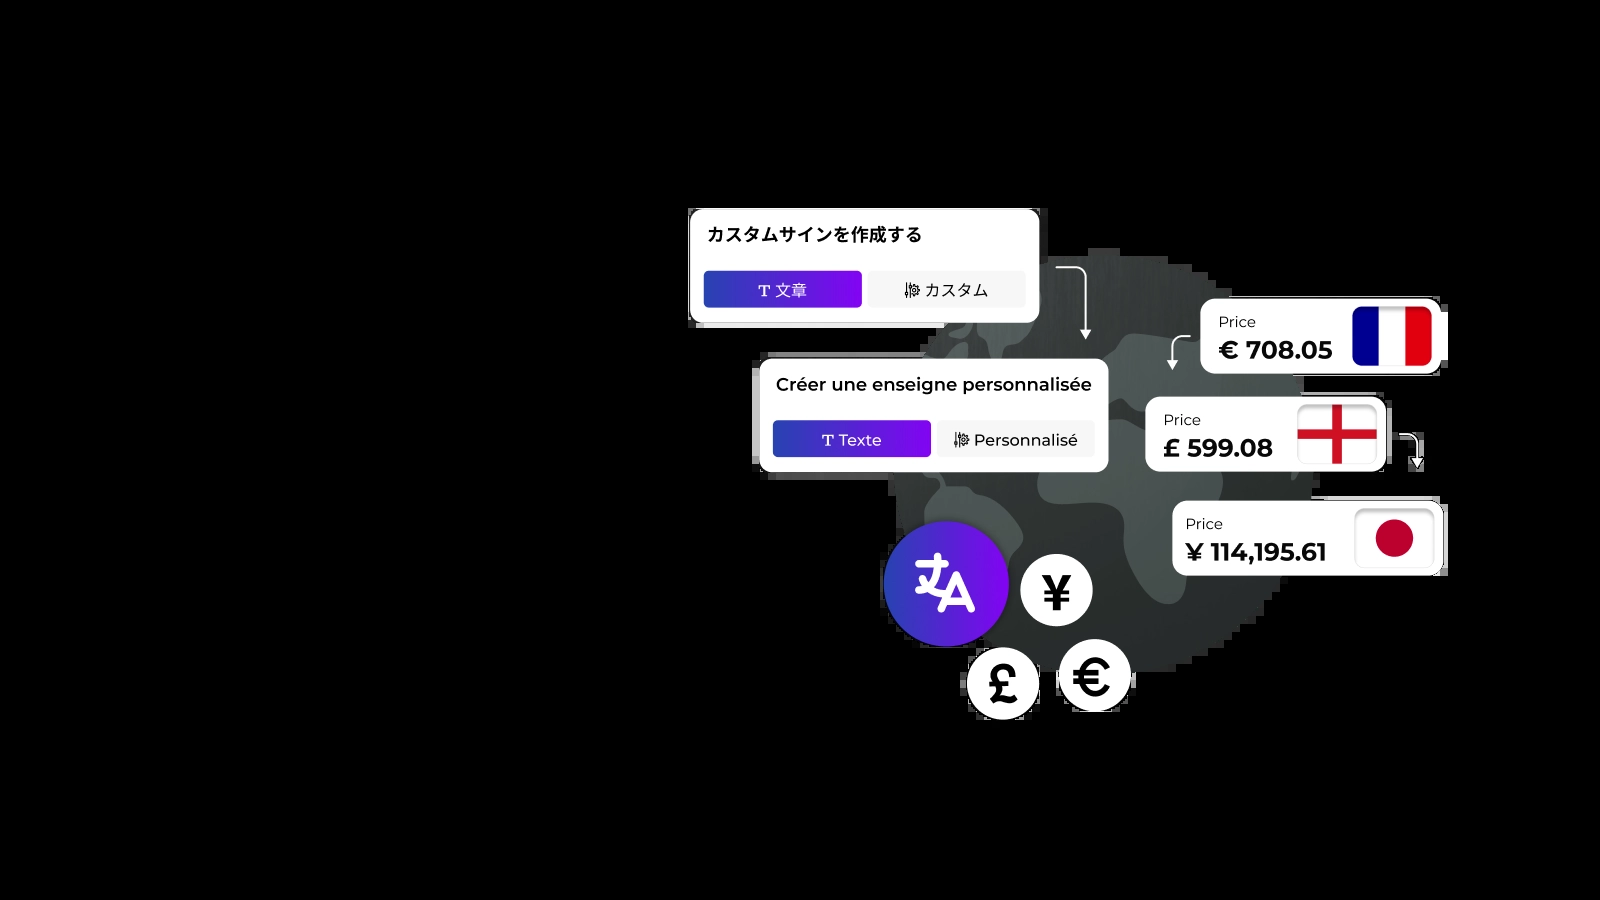 カスタムサインを作成する
T 文章
カスタム
Créer une enseigne personnalisée
T Texte
Personnalisé
Price
€ 708.05
Price
£ 599.08
Price
¥ 114,195.61
¥
£
€